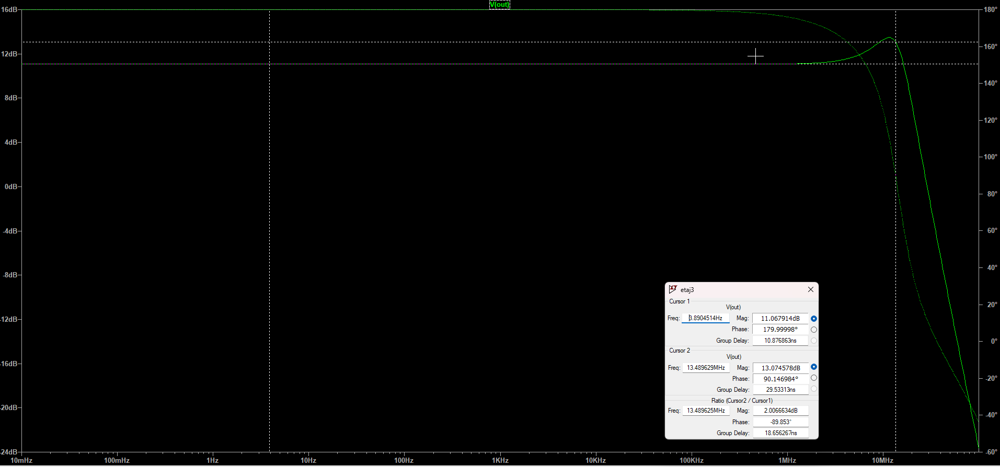 V(out)
16dB
12dB
8dB
4dB
0dB
-4dB
-8dB
-12dB
-16dB
-20dB
-24dB
180°
160°
140°
120°
100°
80°
60°
40°
20°
0°
-20°
-40°
-60°
10mHz 100mHz 1Hz 10Hz 100Hz 1KHz 10KHz 100KHz 1MHz 10MHz
etaj3
Cursor 1
V(out)
Freq: 3.8904514Hz Mag: 11.067914dB
Phase: 179.99998°
Group Delay: 10.876863ns
Cursor 2
V(out)
Freq: 13.489629MHz Mag: 13.074578dB
Phase: 90.146984°
Group Delay: 29.53313ns
Ratio (Cursor2 / Cursor1)
Freq: 13.489625MHz Mag: 2.0066634dB
Phase: -89.853°
Group Delay: 18.656267ns